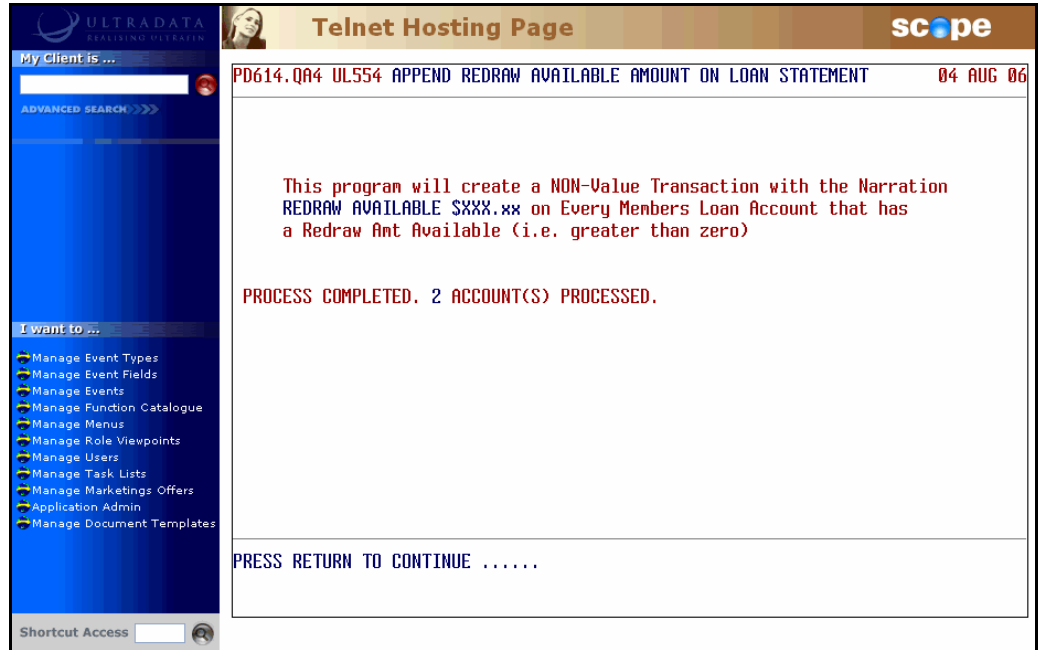 ULTRADATA
REALISING ULTRAFIN
Telnet Hosting Page
scope
My Client is ...
ADVANCED SEARCH
PD614.QA4 UL554 APPEND REDRAW AVAILABLE AMOUNT ON LOAN STATEMENT 04 AUG 06
This program will create a NON-Value Transaction with the Narration
REDRAW AVAILABLE $XXX.xx on Every Members Loan Account that has
a Redraw Amt Available (i.e. greater than zero)
PROCESS COMPLETED. 2 ACCOUNT(S) PROCESSED.
I want to ...
Manage Event Types
Manage Event Fields
Manage Events
Manage Function Catalogue
Manage Menus
Manage Role Viewpoints
Manage Users
Manage Task Lists
Manage Marketings Offers
Application Admin
Manage Document Templates
PRESS RETURN TO CONTINUE ......
Shortcut Access